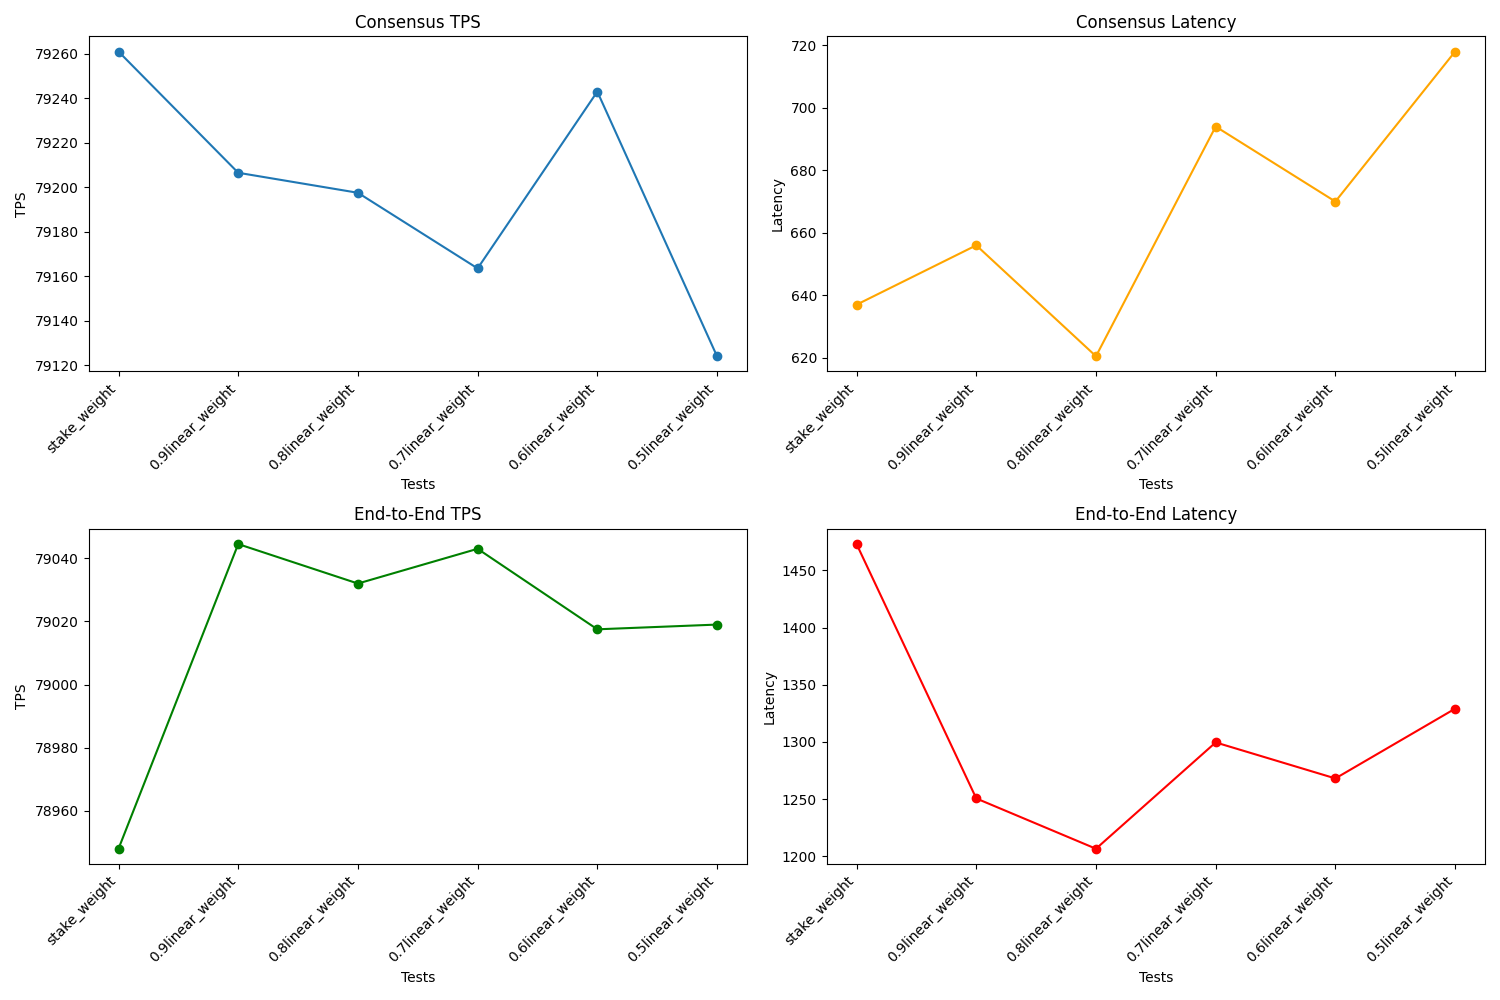 Consensus TPS
TPS
79260
79240
79220
79200
79180
79160
79140
79120
stake_weight
0.9linear_weight
0.8linear_weight
0.7linear_weight
0.6linear_weight
0.5linear_weight
Tests
Consensus Latency
Latency
720
700
680
660
640
620
stake_weight
0.9linear_weight
0.8linear_weight
0.7linear_weight
0.6linear_weight
0.5linear_weight
Tests
End-to-End TPS
TPS
79040
79020
79000
78980
78960
stake_weight
0.9linear_weight
0.8linear_weight
0.7linear_weight
0.6linear_weight
0.5linear_weight
Tests
End-to-End Latency
Latency
1450
1400
1350
1300
1250
1200
stake_weight
0.9linear_weight
0.8linear_weight
0.7linear_weight
0.6linear_weight
0.5linear_weight
Tests